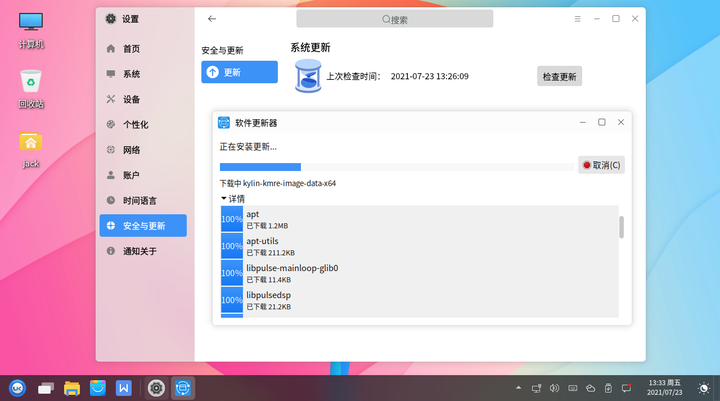 计算机
回收站
jack
设置
首页
系统
设备
个性化
网络
账户
时间语言
安全与更新
通知关于
搜索
安全与更新
更新
系统更新
上次检查时间： 2021-07-23 13:26:09
检查更新
软件更新器
正在安装更新...
取消(C)
下载中 kylin-kmre-image-data-x64
详情
100% apt
已下载 1.2MB
100% apt-utils
已下载 211.2KB
100% libpulse-mainloop-glib0
已下载 11.4KB
100% libpulsedsp
已下载 21.2KB
UK
W
13:33 周五
2021/07/23